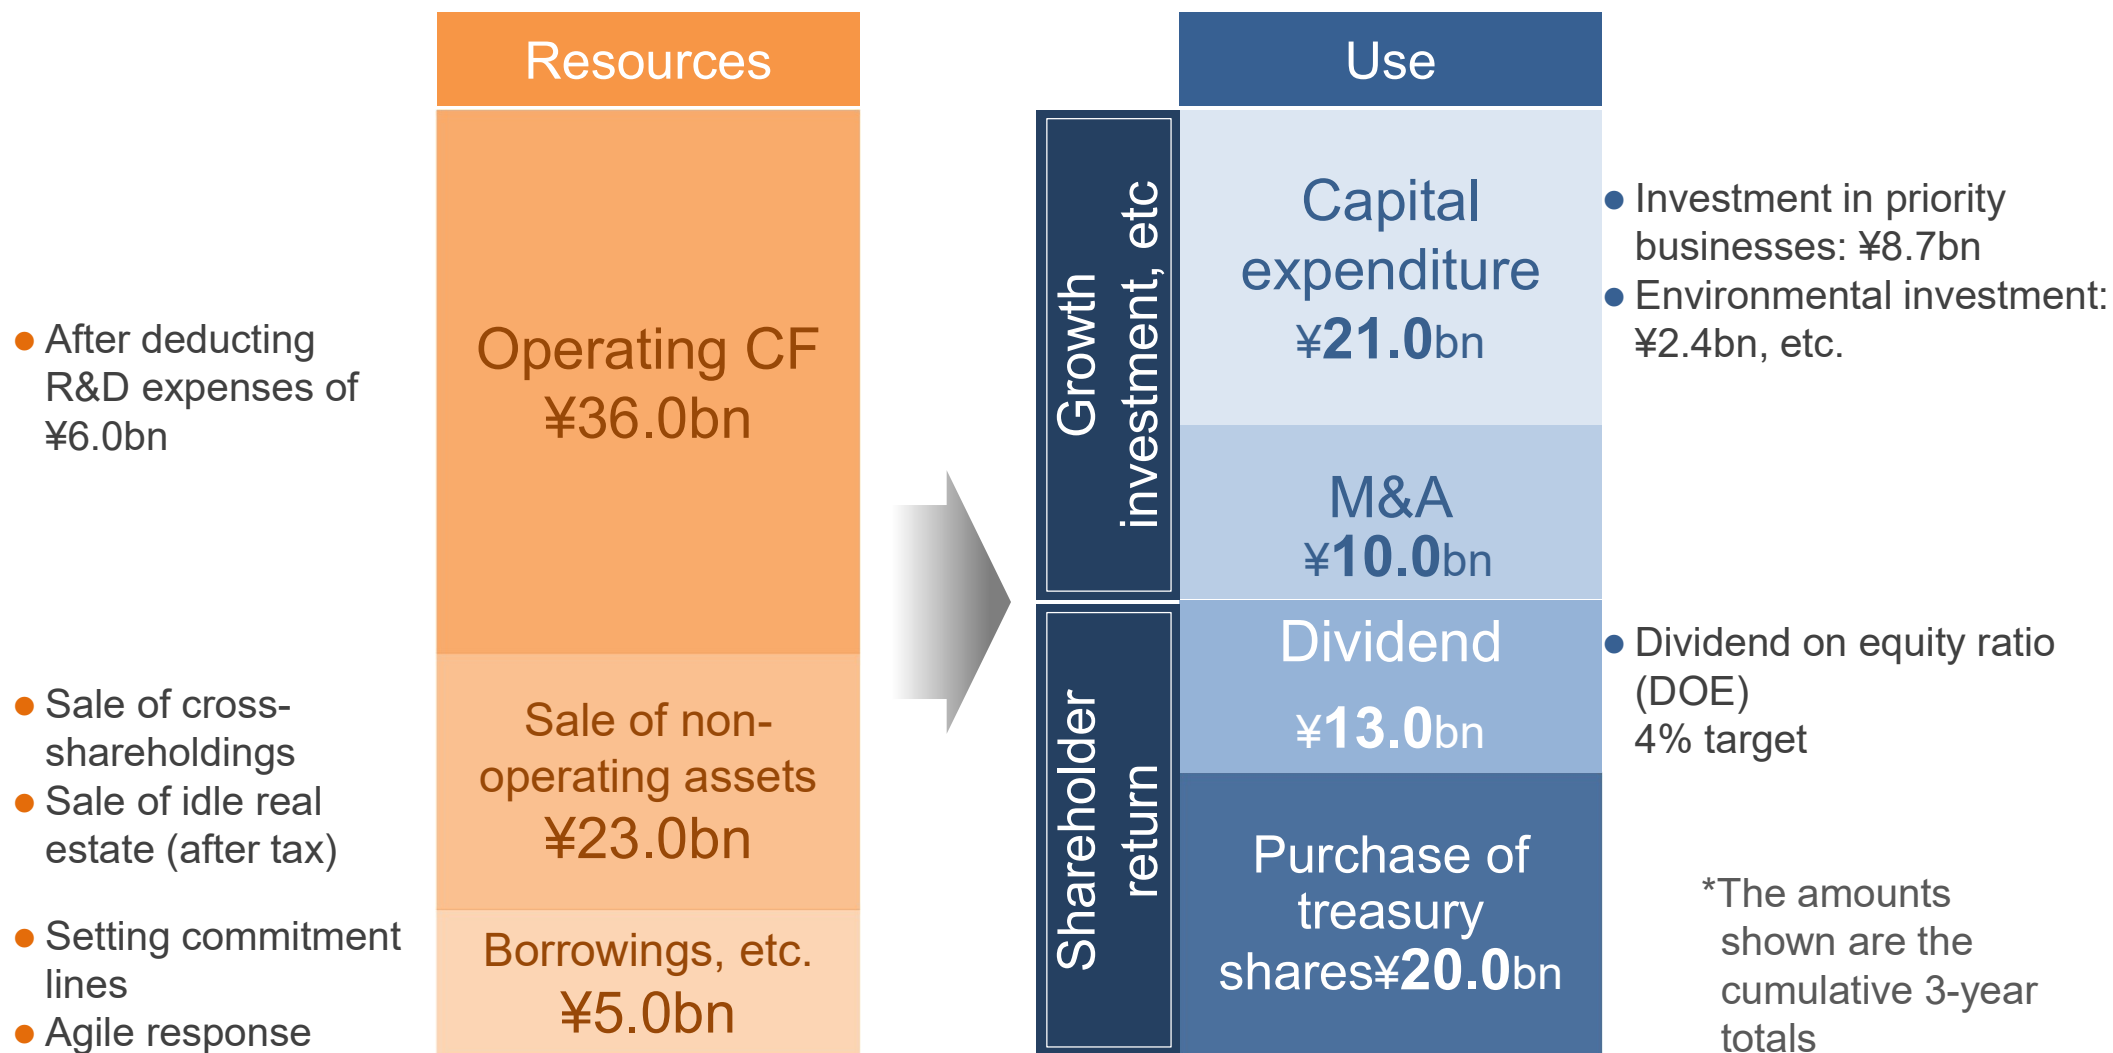 Resources
Use
● After deducting
R&D expenses of
¥6.0bn
Operating CF
¥36.0bn
● Sale of cross-
shareholdings
● Sale of idle real
estate (after tax)
Sale of non-
operating assets
¥23.0bn
● Setting commitment
lines
● Agile response
Borrowings, etc.
¥5.0bn
Growth
investment, etc
Capital
expenditure
¥21.0bn
● Investment in priority
businesses: ¥8.7bn
● Environmental investment:
¥2.4bn, etc.
M&A
¥10.0bn
Shareholder
return
Dividend
¥13.0bn
● Dividend on equity ratio
(DOE)
4% target
Purchase of
treasury
shares¥20.0bn
*The amounts
shown are the
cumulative 3-year
totals